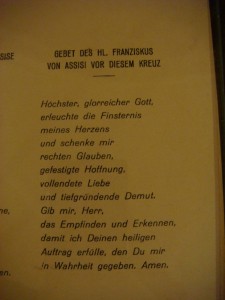 GEBET DES HL. FRANZISKUS
VON ASSISI VOR DIESEM KREUZ
Höchster, glorreicher Gott,
erleuchte die Finsternis
meines Herzens
und schenke mir
rechten Glauben,
gefestigte Hoffnung,
vollendete Liebe
und tiefgründende Demut.
Gib mir, Herr,
das Empfinden und Erkennen,
damit ich Deinen heiligen
Auftrag erfülle, den Du mir
in Wahrheit gegeben. Amen.